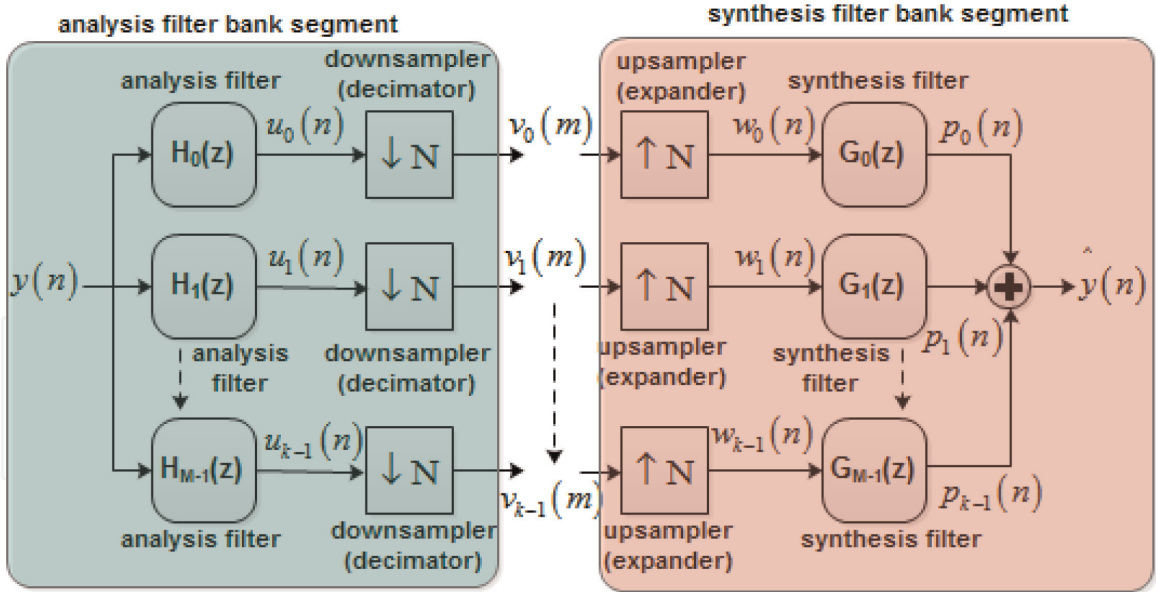 analysis filter bank segment
synthesis filter bank segment
analysis filter
downsampler
(decimator)
upsampler
(expander)
synthesis filter
H0(z)
u0(n)
↓ N
v0(m)
↑ N
w0(n)
G0(z)
p0(n)
y(n)
H1(z)
u1(n)
↓ N
v1(m)
↑ N
w1(n)
G1(z)
p1(n)
+
ŷ(n)
analysis
filter
downsampler
(decimator)
upsampler
(expander)
synthesis
filter
HM-1(z)
uk-1(n)
↓ N
vk-1(m)
↑ N
wk-1(n)
GM-1(z)
pk-1(n)
analysis filter
downsampler
(decimator)
upsampler
(expander)
synthesis filter